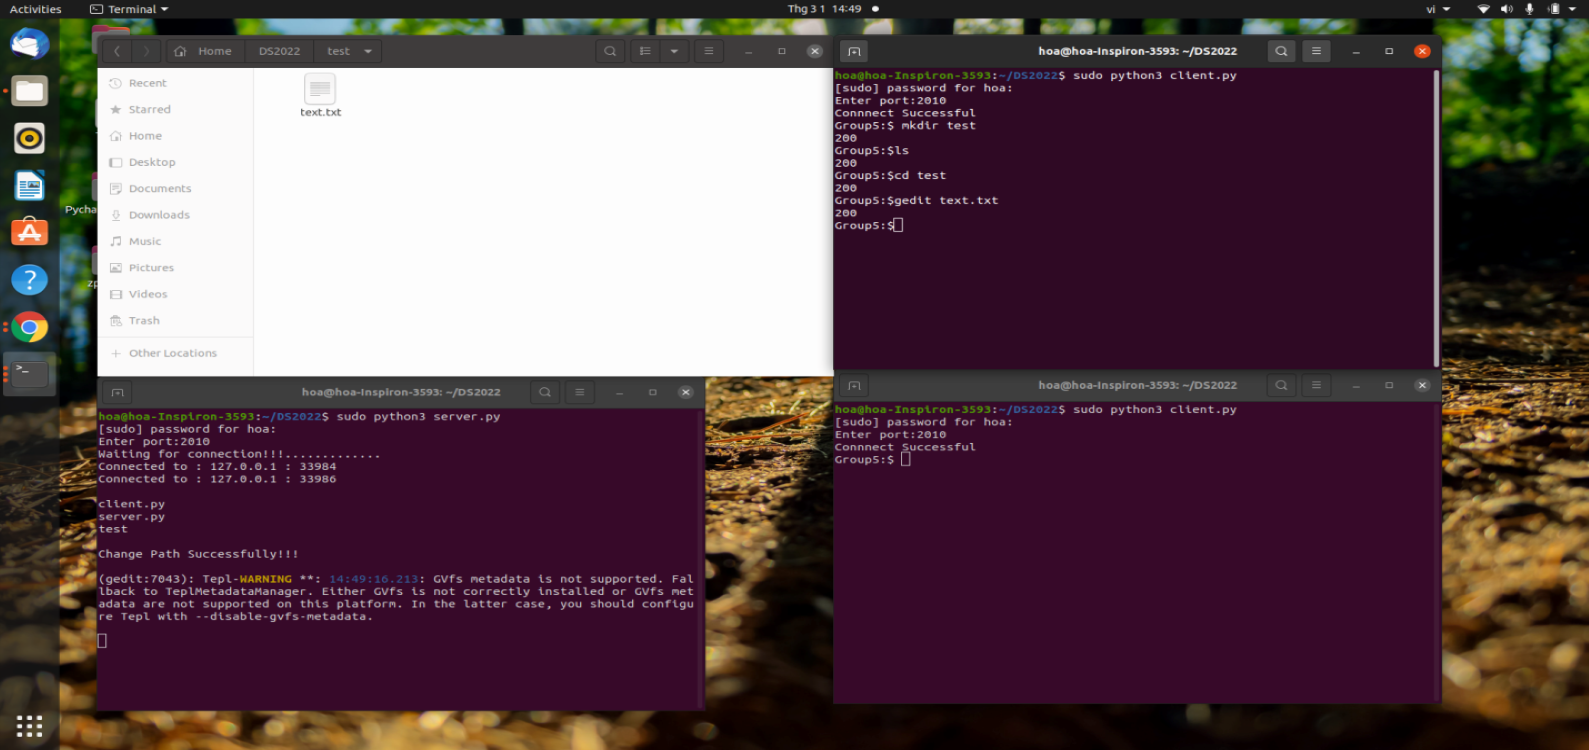 Activities
Terminal
Thg 3 1 14:49
vi
Home
DS2022
test
Recent
Starred
Home
Desktop
Documents
Downloads
Music
Pictures
Videos
Trash
Other Locations
text.txt
Pycha
zp
hoa@hoa-Inspiron-3593: ~/DS2022
hoa@hoa-Inspiron-3593:~/DS2022$ sudo python3 client.py
[sudo] password for hoa:
Enter port:2010
Connnect Successful
Group5:$ mkdir test
200
Group5:$ls
200
Group5:$cd test
200
Group5:$gedit text.txt
200
Group5:$
hoa@hoa-Inspiron-3593: ~/DS2022
hoa@hoa-Inspiron-3593:~/DS2022$ sudo python3 server.py
[sudo] password for hoa:
Enter port:2010
Waiting for connection!!!.............
Connected to : 127.0.0.1 : 33984
Connected to : 127.0.0.1 : 33986
client.py
server.py
test
Change Path Successfully!!!
(gedit:7043): Tepl-WARNING **: 14:49:16.213: GVfs metadata is not supported. Fal
lback to TeplMetadataManager. Either GVfs is not correctly installed or GVfs met
adata are not supported on this platform. In the latter case, you should configu
re Tepl with --disable-gvfs-metadata.
hoa@hoa-Inspiron-3593: ~/DS2022
hoa@hoa-Inspiron-3593:~/DS2022$ sudo python3 client.py
[sudo] password for hoa:
Enter port:2010
Connnect Successful
Group5:$